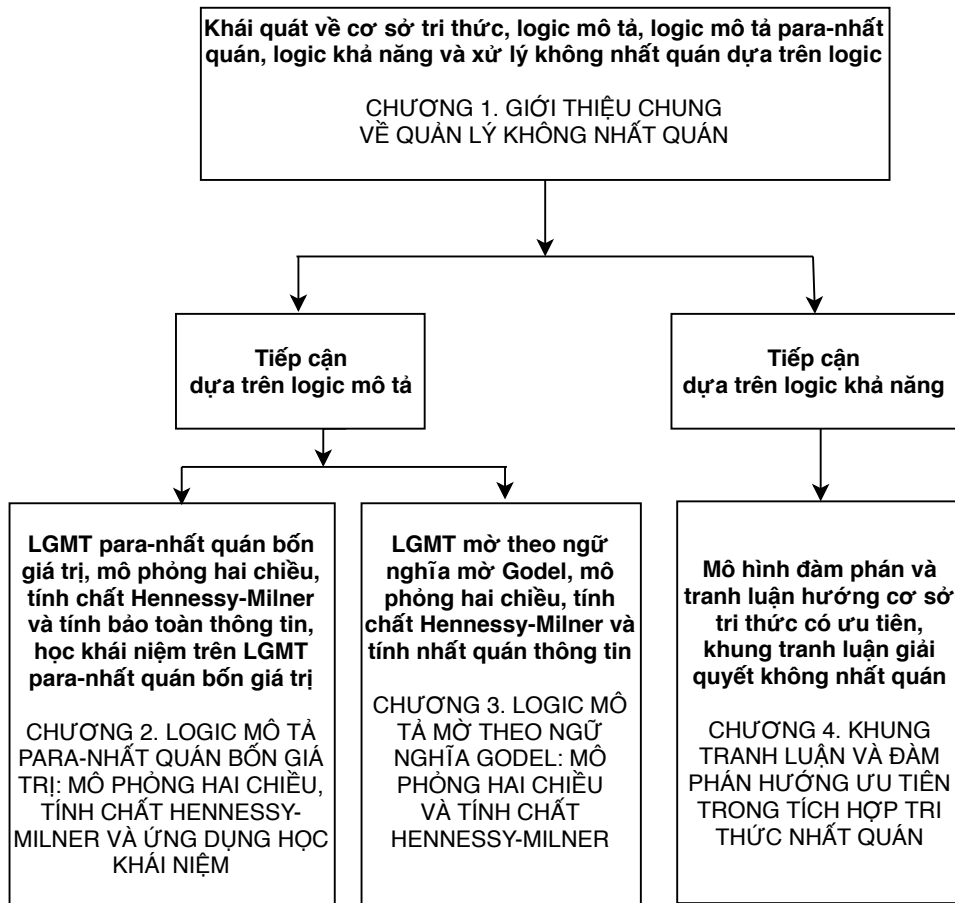 Khái quát về cơ sở tri thức, logic mô tả, logic mô tả para-nhất
quán, logic khả năng và xử lý không nhất quán dựa trên logic
CHƯƠNG 1. GIỚI THIỆU CHUNG
VỀ QUẢN LÝ KHÔNG NHẤT QUÁN
Tiếp cận
dựa trên logic mô tả
Tiếp cận
dựa trên logic khả năng
LGMT para-nhất quán bốn
giá trị, mô phỏng hai chiều,
tính chất Hennessy-Milner
và tính bảo toàn thông tin,
học khái niệm trên LGMT
para-nhất quán bốn giá trị
CHƯƠNG 2. LOGIC MÔ TẢ
PARA-NHẤT QUÁN BỐN GIÁ
TRỊ: MÔ PHỎNG HAI CHIỀU,
TÍNH CHẤT HENNESSY-
MILNER VÀ ỨNG DỤNG HỌC
KHÁI NIỆM
LGMT mờ theo ngữ
nghĩa mờ Godel, mô
phỏng hai chiều, tính
chất Hennessy-Milner và
tính nhất quán thông tin
CHƯƠNG 3. LOGIC MÔ
TẢ MỜ THEO NGỮ
NGHĨA GODEL: MÔ
PHỎNG HAI CHIỀU
VÀ TÍNH CHẤT
HENNESSY-MILNER
Mô hình đàm phán và
tranh luận hướng cơ sở
tri thức có ưu tiên,
khung tranh luận giải
quyết không nhất quán
CHƯƠNG 4. KHUNG
TRANH LUẬN VÀ ĐÀM
PHÁN HƯỚNG ƯU TIÊN
TRONG TÍCH HỢP TRI
THỨC NHẤT QUÁN